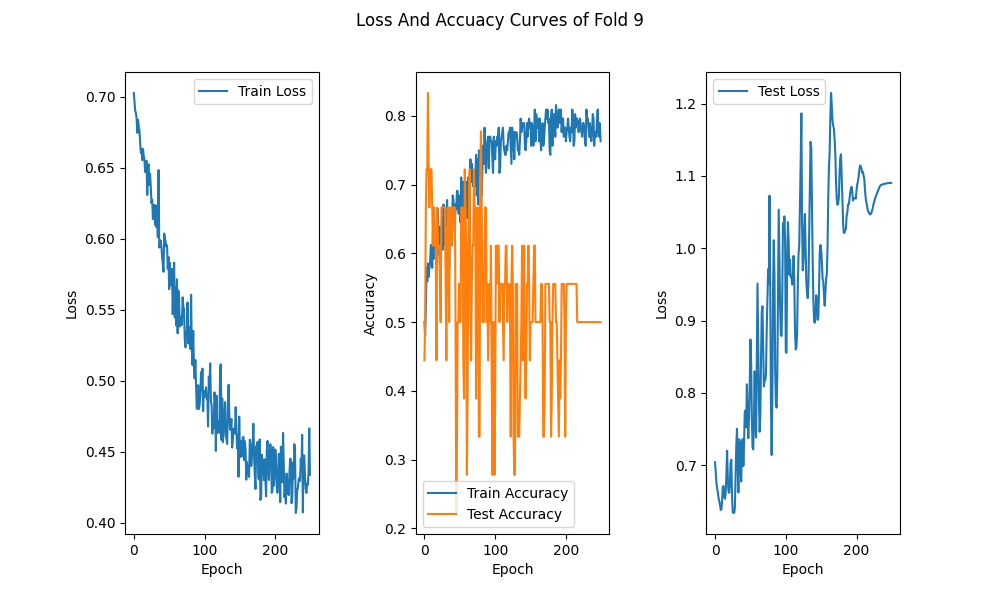 Loss And Accuacy Curves of Fold 9
Train Loss
0.70
0.65
0.60
0.55
0.50
0.45
0.40
Loss
0
100
200
Epoch
0.8
0.7
0.6
0.5
0.4
0.3
0.2
Accuracy
Train Accuracy
Test Accuracy
0
100
200
Epoch
Test Loss
1.2
1.1
1.0
0.9
0.8
0.7
Loss
0
100
200
Epoch